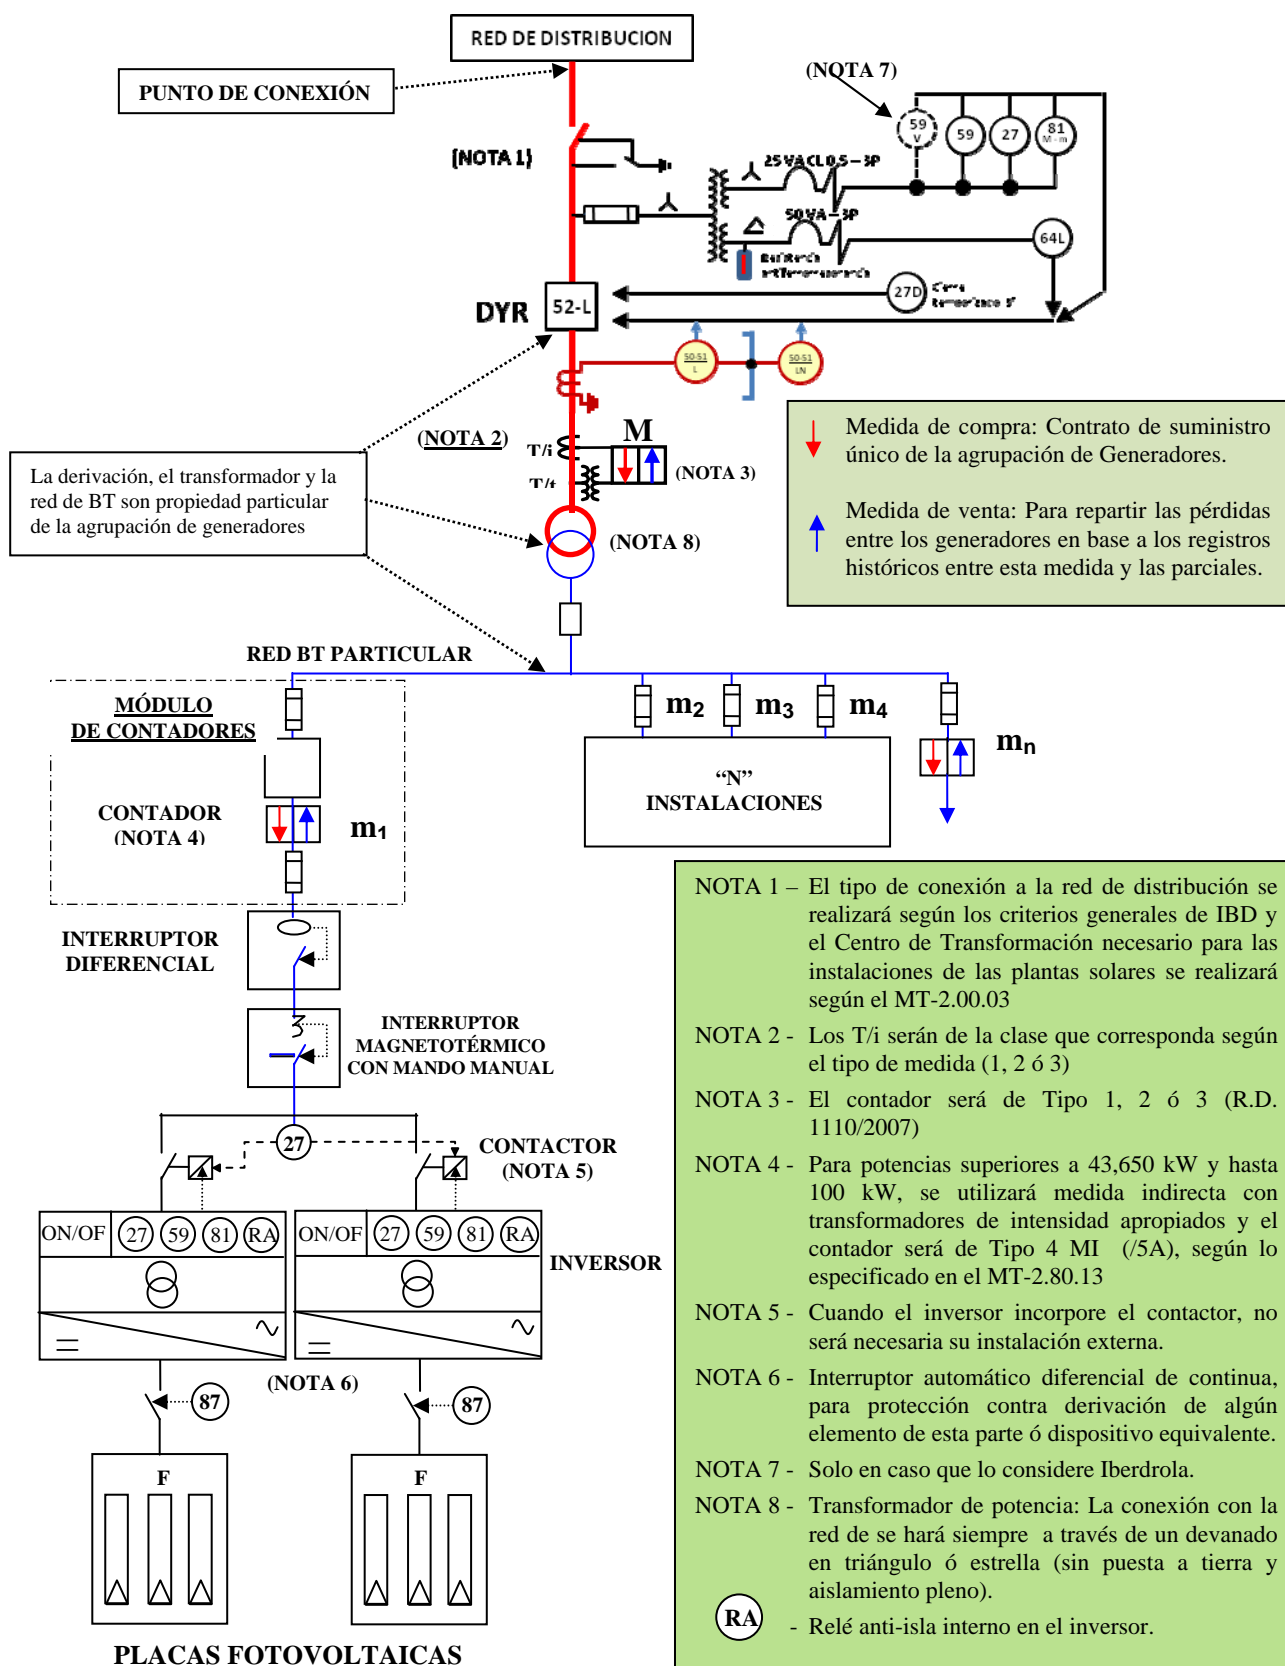 RED DE DISTRIBUCION
PUNTO DE CONEXIÓN
(NOTA 7)
59
V
59
27
81
M-m
(NOTA 1)
25 VA CL 0,5 – 3P
50 VA – 3P
64L
27D
DYR
52-L
50-51
L
50-51
LN
(NOTA 2)
T/i
M
(NOTA 3)
T/t
La derivación, el transformador y la
red de BT son propiedad particular
de la agrupación de generadores
(NOTA 8)
Medida de compra: Contrato de suministro
único de la agrupación de Generadores.
Medida de venta: Para repartir las pérdidas
entre los generadores en base a los registros
históricos entre esta medida y las parciales.
RED BT PARTICULAR
MÓDULO
DE CONTADORES
m2
m3
m4
mn
"N"
INSTALACIONES
CONTADOR
(NOTA 4)
m1
INTERRUPTOR
DIFERENCIAL
INTERRUPTOR
MAGNETOTÉRMICO
CON MANDO MANUAL
27
CONTACTOR
(NOTA 5)
ON/OF 27 59 81 RA
ON/OF 27 59 81 RA
INVERSOR
(NOTA 6)
87
87
F
F
PLACAS FOTOVOLTAICAS
NOTA 1 – El tipo de conexión a la red de distribución se
realizará según los criterios generales de IBD y
el Centro de Transformación necesario para las
instalaciones de las plantas solares se realizará
según el MT-2.00.03
NOTA 2 - Los T/i serán de la clase que corresponda según
el tipo de medida (1, 2 ó 3)
NOTA 3 - El contador será de Tipo 1, 2 ó 3 (R.D.
1110/2007)
NOTA 4 - Para potencias superiores a 43,650 kW y hasta
100 kW, se utilizará medida indirecta con
transformadores de intensidad apropiados y el
contador será de Tipo 4 MI (/5A), según lo
especificado en el MT-2.80.13
NOTA 5 - Cuando el inversor incorpore el contactor, no
será necesaria su instalación externa.
NOTA 6 - Interruptor automático diferencial de continua,
para protección contra derivación de algún
elemento de esta parte ó dispositivo equivalente.
NOTA 7 - Solo en caso que lo considere Iberdrola.
NOTA 8 - Transformador de potencia: La conexión con la
red de se hará siempre a través de un devanado
en triángulo ó estrella (sin puesta a tierra y
aislamiento pleno).
RA - Relé anti-isla interno en el inversor.